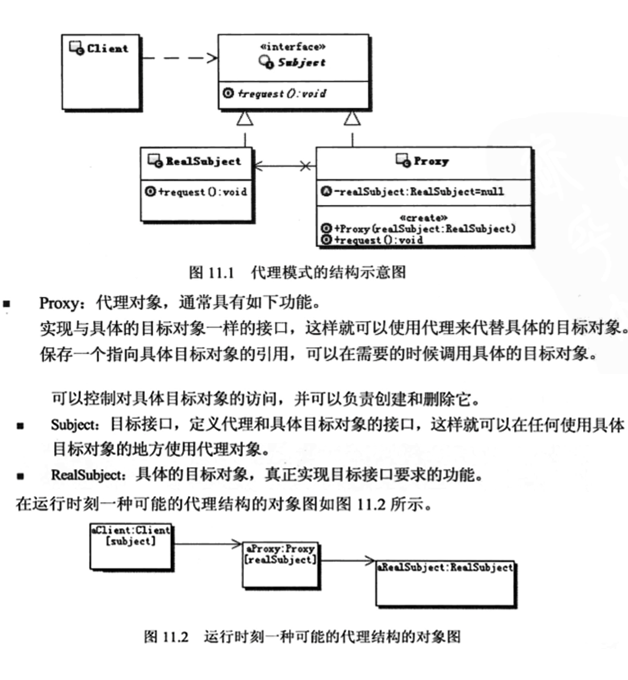 Client
«interface»
Subject
+request():void
RealSubject
+request():void
Proxy
-realSubject:RealSubject=null
«create»
+Proxy(realSubject:RealSubject)
+request():void
图 11.1 代理模式的结构示意图
■ Proxy：代理对象，通常具有如下功能。
实现与具体的目标对象一样的接口，这样就可以使用代理来代替具体的目标对象。
保存一个指向具体目标对象的引用，可以在需要的时候调用具体的目标对象。
可以控制对具体目标对象的访问，并可以负责创建和删除它。
■ Subject：目标接口，定义代理和具体目标对象的接口，这样就可以在任何使用具体
目标对象的地方使用代理对象。
■ RealSubject：具体的目标对象，真正实现目标接口要求的功能。
在运行时刻一种可能的代理结构的对象图如图 11.2 所示。
aClient:Client
[subject]
aProxy:Proxy
[realSubject]
aRealSubject:RealSubject
图 11.2 运行时刻一种可能的代理结构的对象图